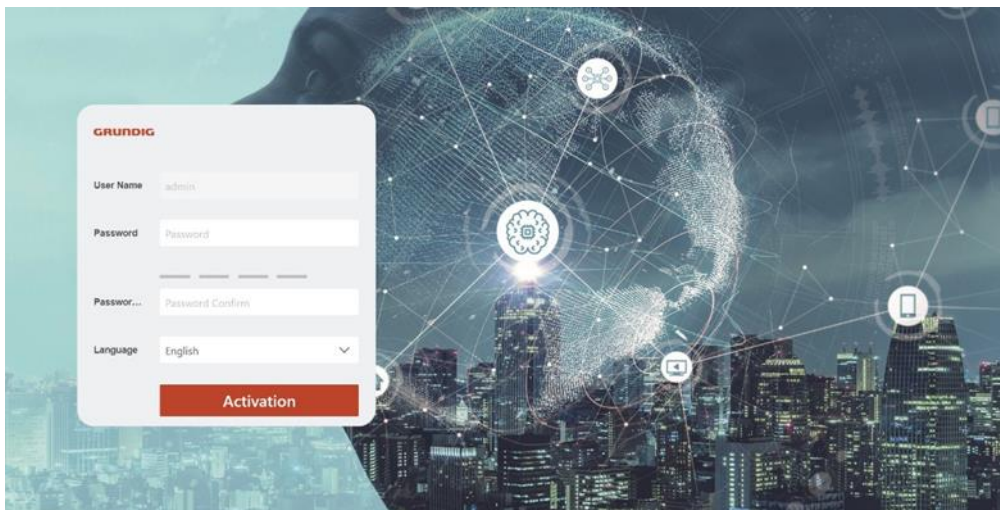 GRUNDIG
User Name admin
Password Password
Passwor... Password Confirm
Language English
Activation